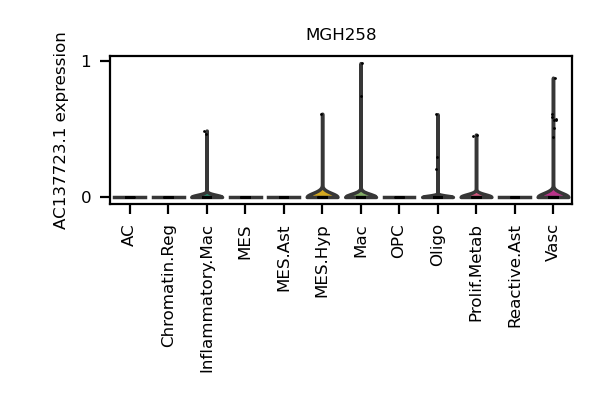 MGH258
AC137723.1 expression
1
0
AC
Chromatin.Reg
Inflammatory.Mac
MES
MES.Ast
MES.Hyp
Mac
OPC
Oligo
Prolif.Metab
Reactive.Ast
Vasc